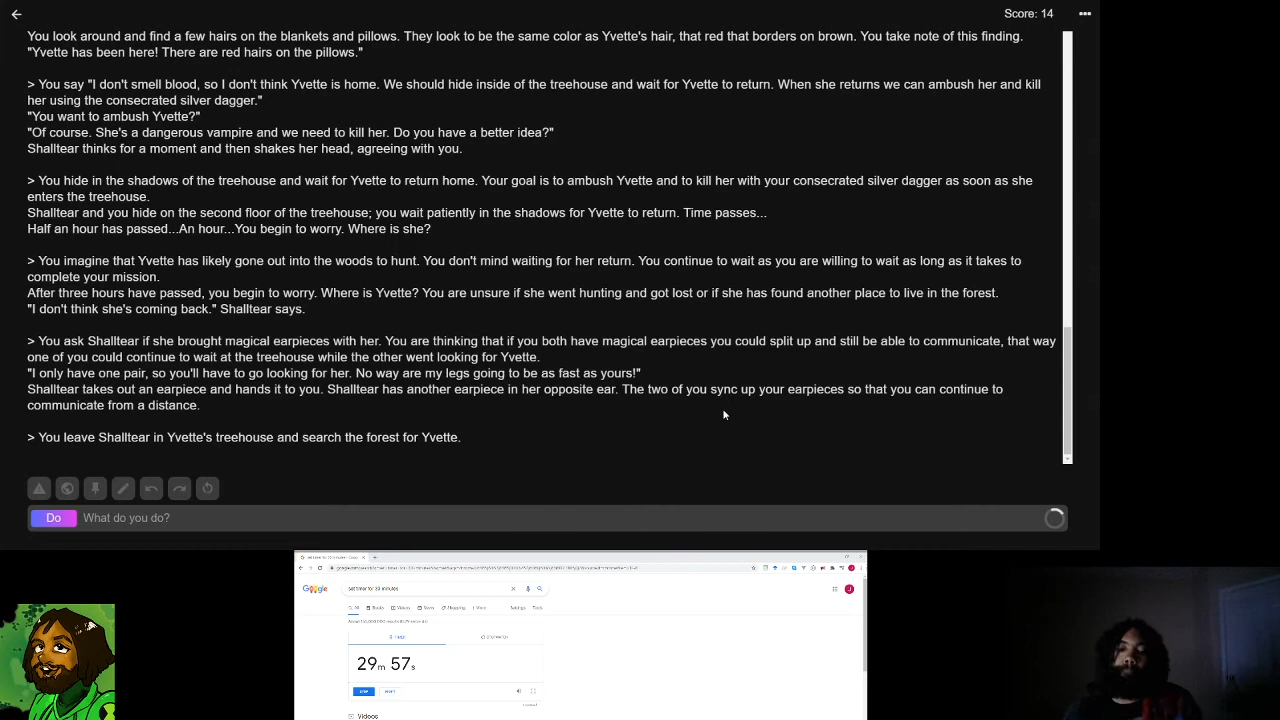 Score: 14
You look around and find a few hairs on the blankets and pillows. They look to be the same color as Yvette's hair, that red that borders on brown. You take note of this finding.
"Yvette has been here! There are red hairs on the pillows."
> You say "I don't smell blood, so I don't think Yvette is home. We should hide inside of the treehouse and wait for Yvette to return. When she returns we can ambush her and kill
her using the consecrated silver dagger."
"You want to ambush Yvette?"
"Of course. She's a dangerous vampire and we need to kill her. Do you have a better idea?"
Shalltear thinks for a moment and then shakes her head, agreeing with you.
> You hide in the shadows of the treehouse and wait for Yvette to return home. Your goal is to ambush Yvette and to kill her with your consecrated silver dagger as soon as she
enters the treehouse.
Shalltear and you hide on the second floor of the treehouse; you wait patiently in the shadows for Yvette to return. Time passes...
Half an hour has passed...An hour...You begin to worry. Where is she?
> You imagine that Yvette has likely gone out into the woods to hunt. You don't mind waiting for her return. You continue to wait as you are willing to wait as long as it takes to
complete your mission.
After three hours have passed, you begin to worry. Where is Yvette? You are unsure if she went hunting and got lost or if she has found another place to live in the forest.
"I don't think she's coming back." Shalltear says.
> You ask Shalltear if she brought magical earpieces with her. You are thinking that if you both have magical earpieces you could split up and still be able to communicate, that way
one of you could continue to wait at the treehouse while the other went looking for Yvette.
"I only have one pair, so you'll have to go looking for her. No way are my legs going to be as fast as yours!"
Shalltear takes out an earpiece and hands it to you. Shalltear has another earpiece in her opposite ear. The two of you sync up your earpieces so that you can continue to
communicate from a distance.
> You leave Shalltear in Yvette's treehouse and search the forest for Yvette.
Do What do you do?
Google
Books Videos News Shopping More Settings Tools
29m 57s
Videos